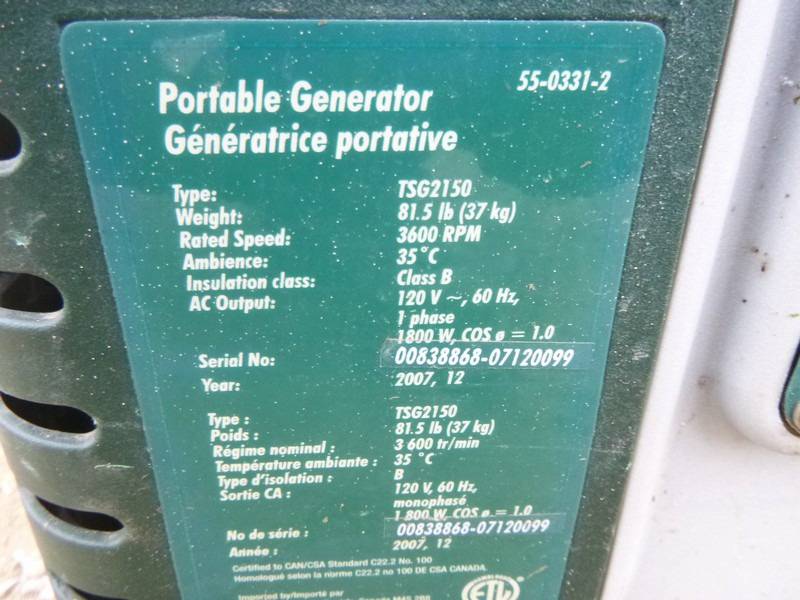 55-0331-2
Portable Generator
Génératrice portative
Type: TSG2150
Weight: 81.5 lb (37 kg)
Rated Speed: 3600 RPM
Ambience: 35°C
Insulation class: Class B
AC Output: 120 V ~, 60 Hz,
1 phase
1800 W, COS ø = 1.0
Serial No: 00838868-07120099
Year: 2007, 12
Type : TSG2150
Poids : 81.5 lb (37 kg)
Régime nominal : 3 600 tr/min
Température ambiante : 35 °C
Type d'isolation : B
Sortie CA : 120 V, 60 Hz,
monophasé
1 800 W, COS ø = 1.0
No de série : 00838868-07120099
Année : 2007, 12
Certified to CAN/CSA Standard C22.2 No. 100
Homologué selon la norme C22.2 no 100 DE CSA CANADA.
Imported by/Importé par
Canada M4S 2B8
ETL